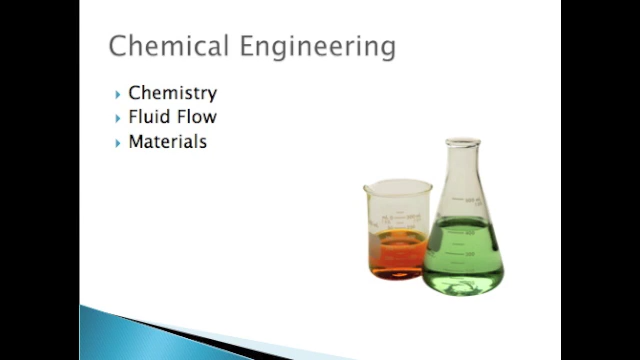 Chemical Engineering
Chemistry
Fluid Flow
Materials